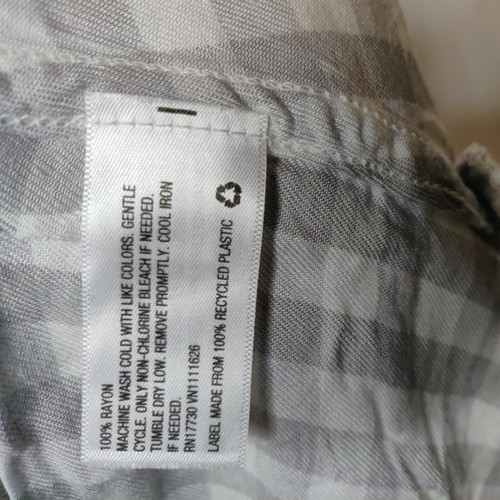 100% RAYON
MACHINE WASH COLD WITH LIKE COLORS. GENTLE
CYCLE. ONLY NON-CHLORINE BLEACH IF NEEDED.
TUMBLE DRY LOW. REMOVE PROMPTLY. COOL IRON
IF NEEDED.
RN17730 VN1111626
LABEL MADE FROM 100% RECYCLED PLASTIC